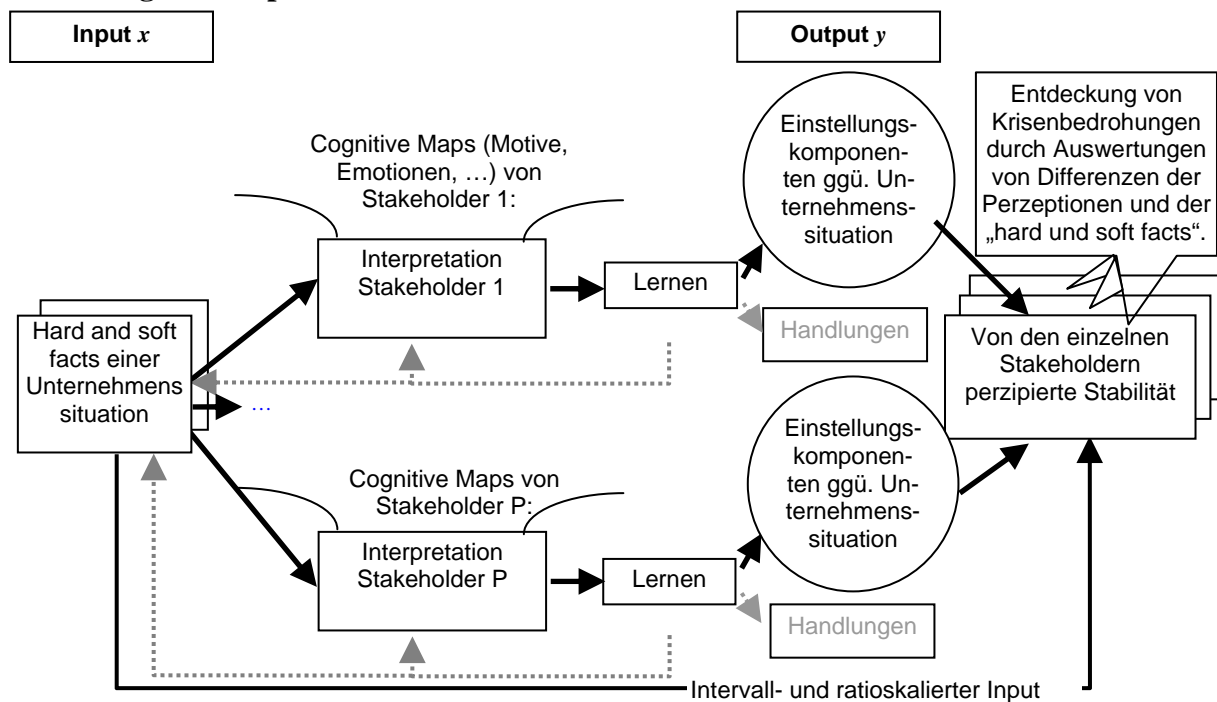 Input x
Output y
Entdeckung von
Krisenbedrohungen
durch Auswertungen
von Differenzen der
Perzeptionen und der
„hard und soft facts“.
Cognitive Maps (Motive,
Emotionen, …) von
Stakeholder 1:
Einstellungs-
komponen-
ten ggü. Un-
ternehmens-
situation
Interpretation
Stakeholder 1
Lernen
Handlungen
Hard and soft
facts einer
Unternehmens
situation
…
Von den einzelnen
Stakeholdern
perzipierte Stabilität
Cognitive Maps von
Stakeholder P:
Einstellungs-
komponen-
ten ggü. Un-
ternehmens-
situation
Interpretation
Stakeholder P
Lernen
Handlungen
Intervall- und ratioskalierter Input